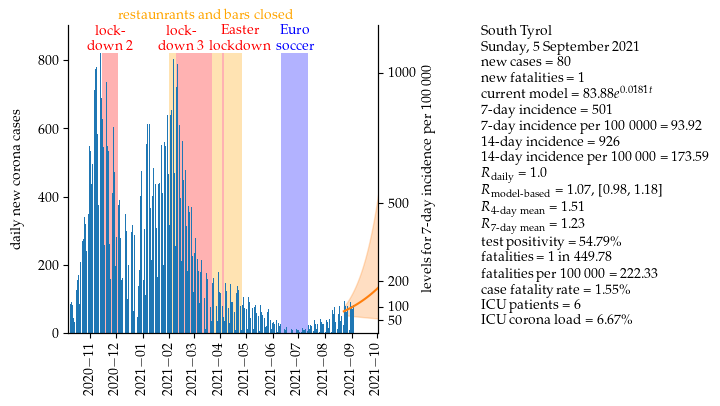 restaurants and bars closed
lock-
down 2
lock-
down 3
Easter
lockdown
Euro
soccer
daily new corona cases
800
600
400
200
0
1000
500
200
100
50
levels for 7-day incidence per 100 000
2020−11
2020−12
2021−01
2021−02
2021−03
2021−04
2021−05
2021−06
2021−07
2021−08
2021−09
2021−10
South Tyrol
Sunday, 5 September 2021
new cases = 80
new fatalities = 1
current model = 83.88e^0.0181t
7-day incidence = 501
7-day incidence per 100 0000 = 93.92
14-day incidence = 926
14-day incidence per 100 000 = 173.59
R_daily = 1.0
R_model-based = 1.07, [0.98, 1.18]
R_4-day mean = 1.51
R_7-day mean = 1.23
test positivity = 54.79%
fatalities = 1 in 449.78
fatalities per 100 000 = 222.33
case fatality rate = 1.55%
ICU patients = 6
ICU corona load = 6.67%